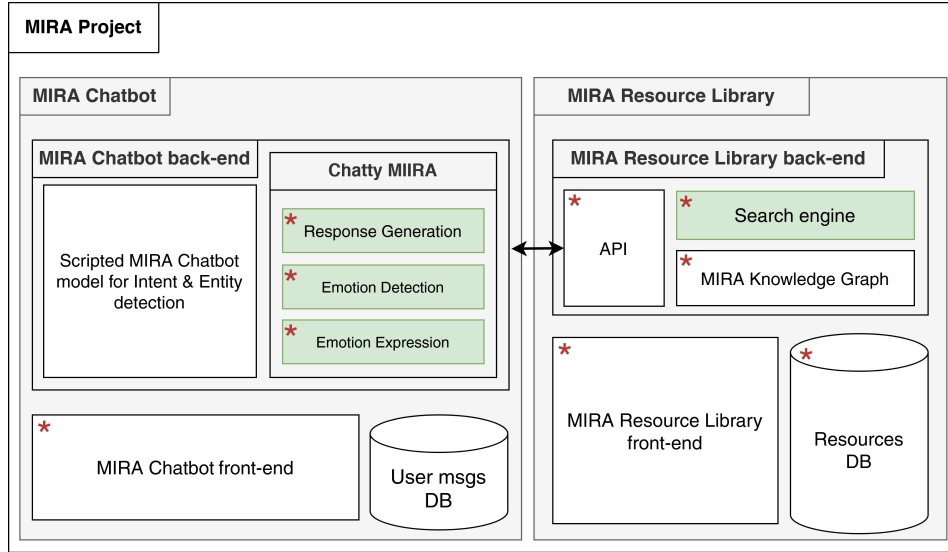 MIRA Project
MIRA Chatbot
MIRA Chatbot back-end
Scripted MIRA Chatbot
model for Intent & Entity
detection
Chatty MIIRA
* Response Generation
* Emotion Detection
* Emotion Expression
* MIRA Chatbot front-end
User msgs
DB
MIRA Resource Library
MIRA Resource Library back-end
* API
* Search engine
* MIRA Knowledge Graph
* MIRA Resource Library
front-end
* Resources
DB